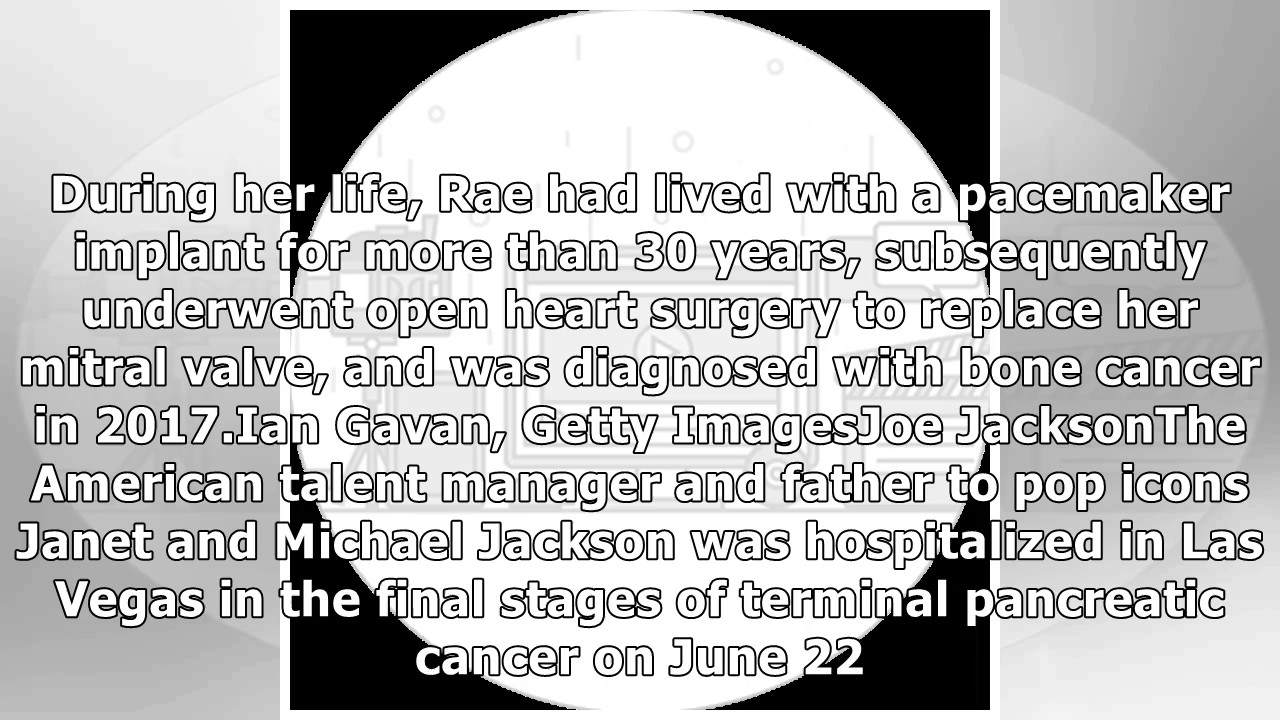 During her life, Rae had lived with a pacemaker
implant for more than 30 years, subsequently
underwent open heart surgery to replace her
mitral valve, and was diagnosed with bone cancer
in 2017.Ian Gavan, Getty ImagesJoe JacksonThe
American talent manager and father to pop icons
Janet and Michael Jackson was hospitalized in Las
Vegas in the final stages of terminal pancreatic
cancer on June 22